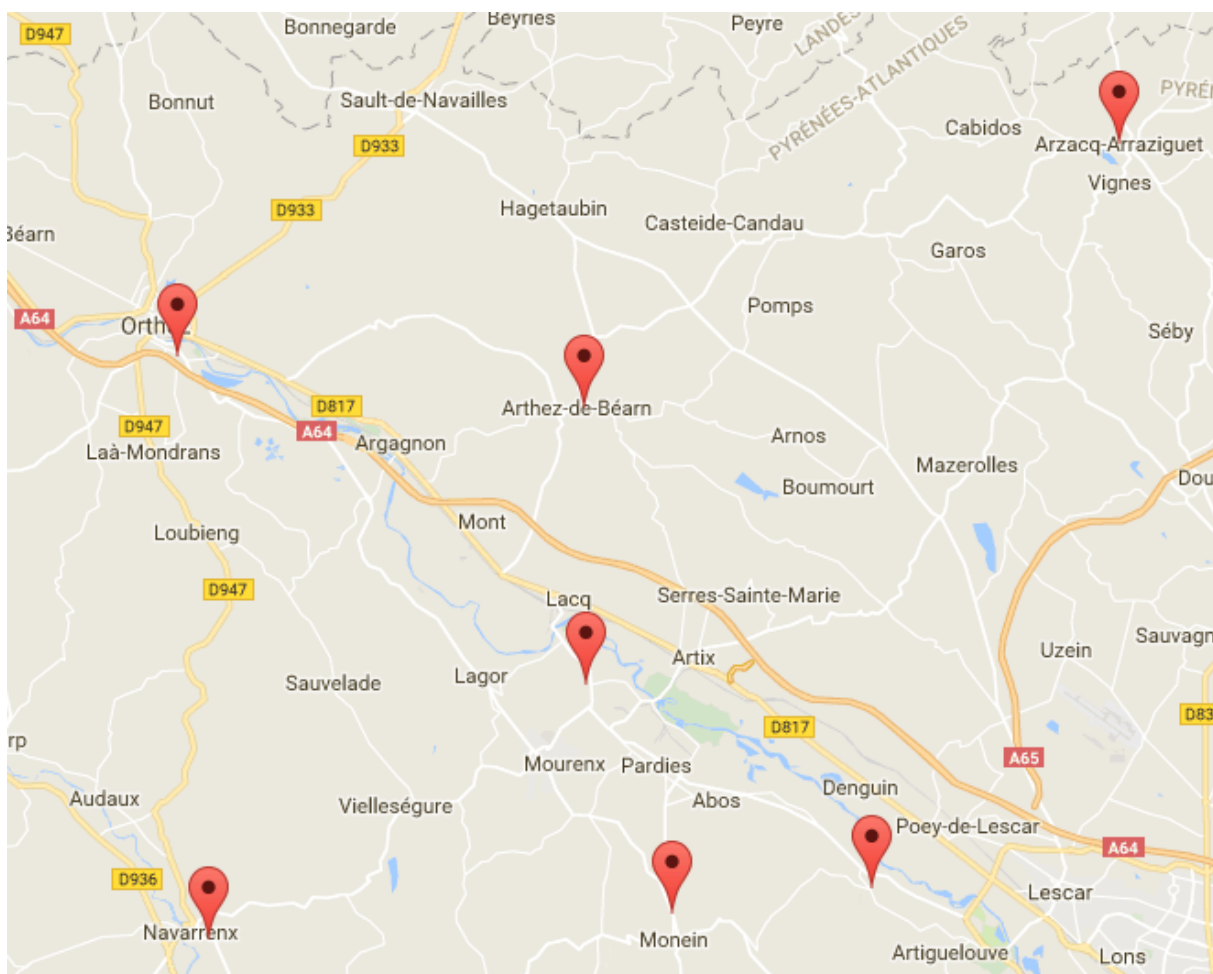 D947
Bonnegarde
Beyries
Peyre
LANDES
PYRÉNÉES-ATLANTIQUES
Bonnut
Sault-de-Navailles
PYRÉN
Cabidos
D933
Arzacq-Arraziguet
Vignes
D933
Hagetaubin
Casteide-Candau
Béarn
Garos
Pomps
A64
Orthez
Séby
D817
Arthez-de-Béarn
D947
A64
Argagnon
Arnos
Laà-Mondrans
Mazerolles
Dou
Boumourt
Mont
Loubieng
D947
Lacq
Serres-Sainte-Marie
Sauvagn
Uzein
Artix
Lagor
Sauvelade
D83
D817
rp
A65
Mourenx
Pardies
Denguin
Audaux
Vielleségure
Abos
Poey-de-Lescar
A64
D936
Lescar
Navarrenx
Monein
Artiguelouve
Lons